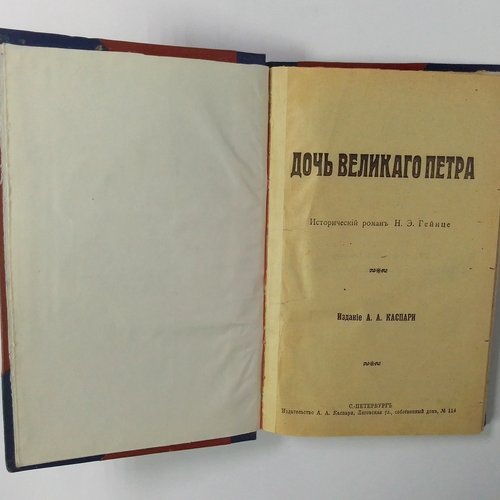 ДОЧЬ ВЕЛИКАГО ПЕТРА
Историческій романъ Н. Э. Гейнце
Изданіе А. А. КАСПАРИ
С.-ПЕТЕРБУРГЪ
Издательство А. А. Каспари, Лиговская ул., собственный домъ, № 114